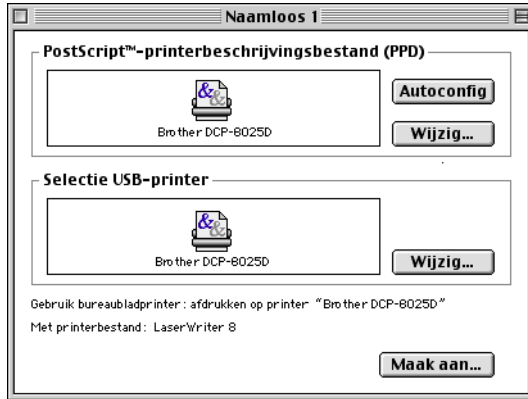 Naamloos 1
PostScript™-printerbeschrijvingsbestand (PPD)
Brother DCP-8025D
Autoconfig
Wijzig...
Selectie USB-printer
Brother DCP-8025D
Wijzig...
Gebruik bureaubladprinter: afdrukken op printer “Brother DCP-8025D”
Met printerbestand: LaserWriter 8
Maak aan...